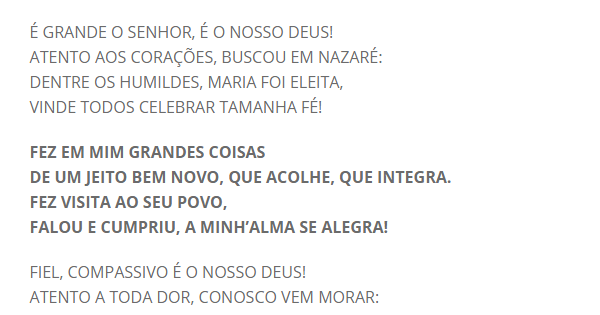 É GRANDE O SENHOR, É O NOSSO DEUS!
ATENTO AOS CORAÇÕES, BUSCOU EM NAZARÉ:
DENTRE OS HUMILDES, MARIA FOI ELEITA,
VINDE TODOS CELEBRAR TAMANHA FÉ!
FEZ EM MIM GRANDES COISAS
DE UM JEITO BEM NOVO, QUE ACOLHE, QUE INTEGRA.
FEZ VISITA AO SEU POVO,
FALOU E CUMPRIU, A MINH’ALMA SE ALEGRA!
FIEL, COMPASSIVO É O NOSSO DEUS!
ATENTO A TODA DOR, CONOSCO VEM MORAR: